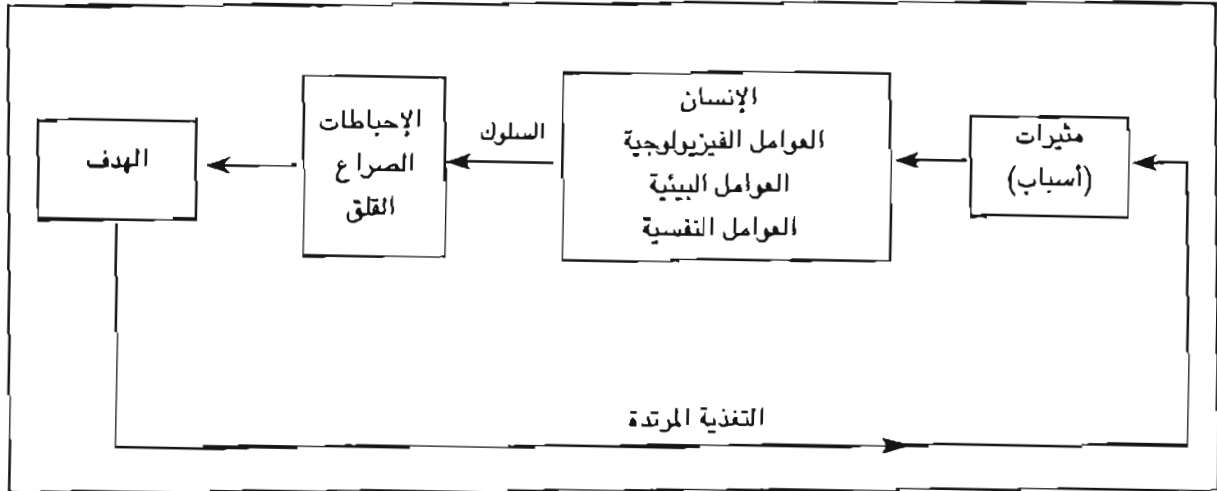 مثيرات
(أسباب)
الإنسان
العوامل الفيزيولوجية
العوامل البيئية
العوامل النفسية
السلوك
الإحباطات
الصراع
القلق
الهدف
التغذية المرتدة